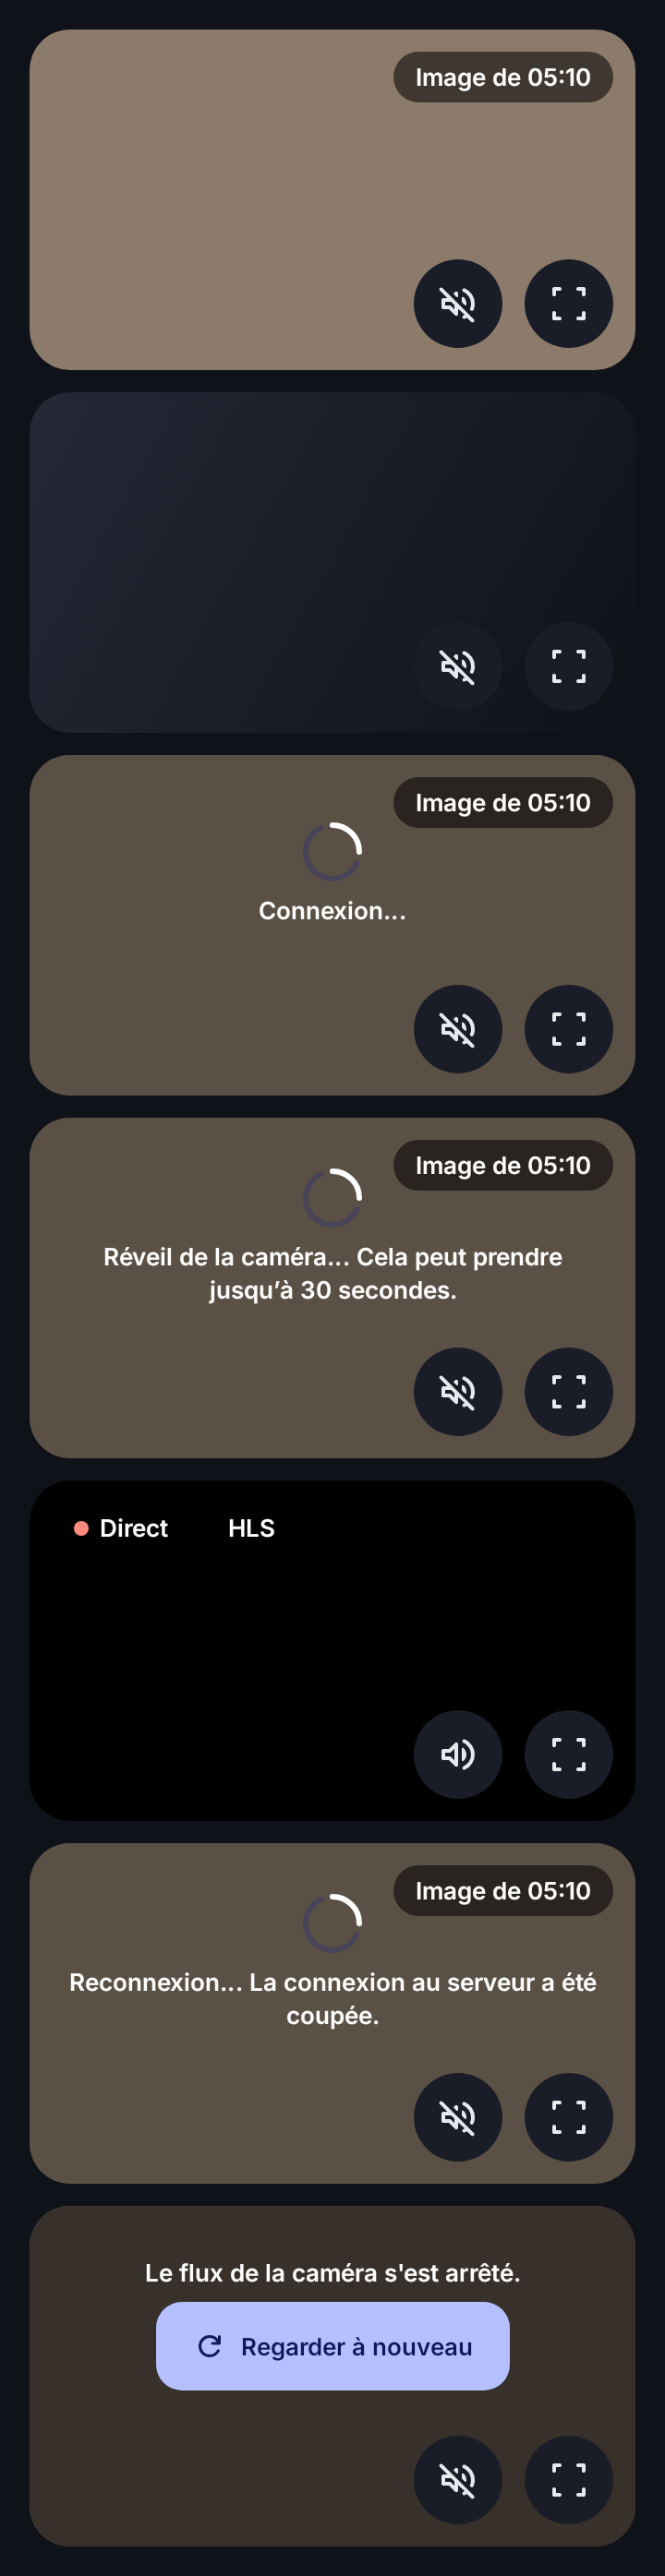 Image de 05:10
Image de 05:10
Connexion…
Image de 05:10
Réveil de la caméra… Cela peut prendre
jusqu’à 30 secondes.
Direct HLS
Image de 05:10
Reconnexion… La connexion au serveur a été
coupée.
Le flux de la caméra s'est arrêté.
Regarder à nouveau